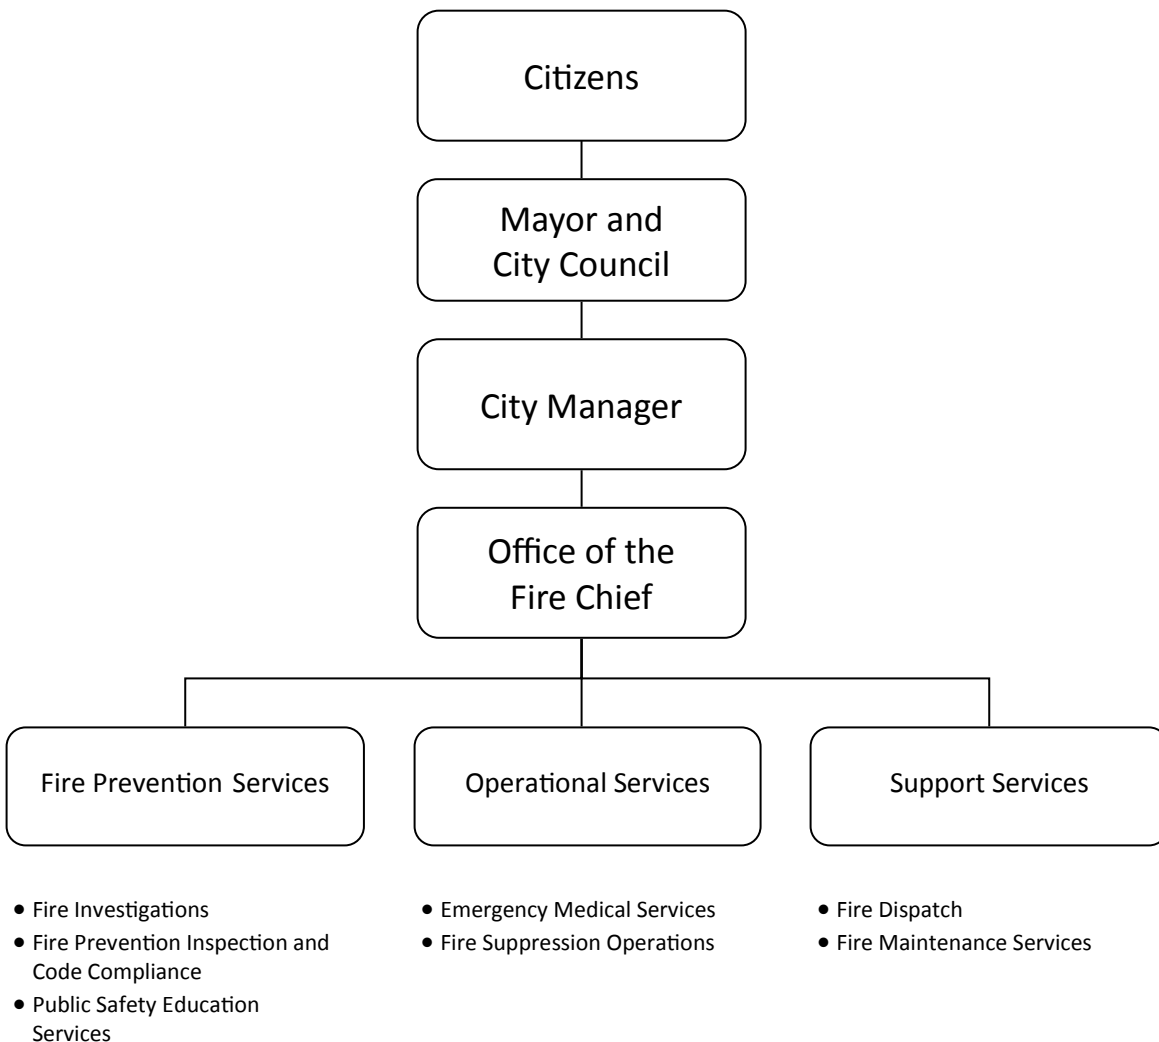 Citizens
Mayor and
City Council
City Manager
Office of the
Fire Chief
Fire Prevention Services
Operational Services
Support Services
• Fire Investigations
• Fire Prevention Inspection and
Code Compliance
• Public Safety Education
Services
• Emergency Medical Services
• Fire Suppression Operations
• Fire Dispatch
• Fire Maintenance Services